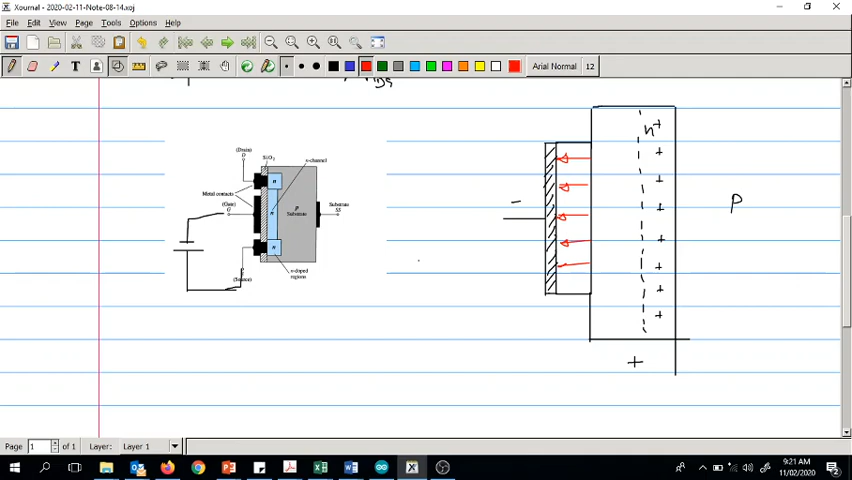 Xournal - 2020-02-11-Note-08-14.xoj
File Edit View Page Tools Options Help
T
Arial Normal 12
DS
(Drain)
D
SiO2
n-channel
n
Metal contacts
(Gate)
G
n
P
Substrate
Substrate
SS
n
(Source)
n-doped
regions
n+
+
+
+
+
+
+
+
-
P
+
Page 1 of 1 Layer: Layer 1
9:21 AM
11/02/2020
2